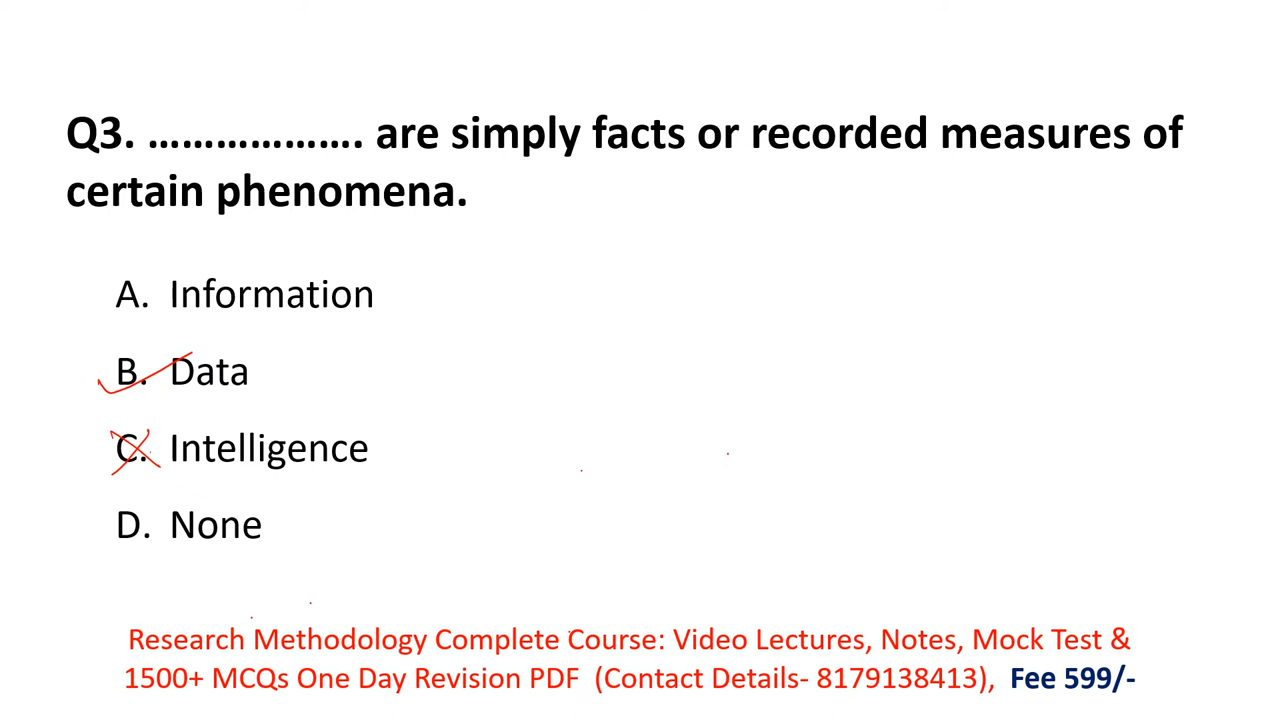 Q3. ………………. are simply facts or recorded measures of
certain phenomena.
A. Information
B. Data
C. Intelligence
D. None
Research Methodology Complete Course: Video Lectures, Notes, Mock Test &
1500+ MCQs One Day Revision PDF (Contact Details- 8179138413), Fee 599/-